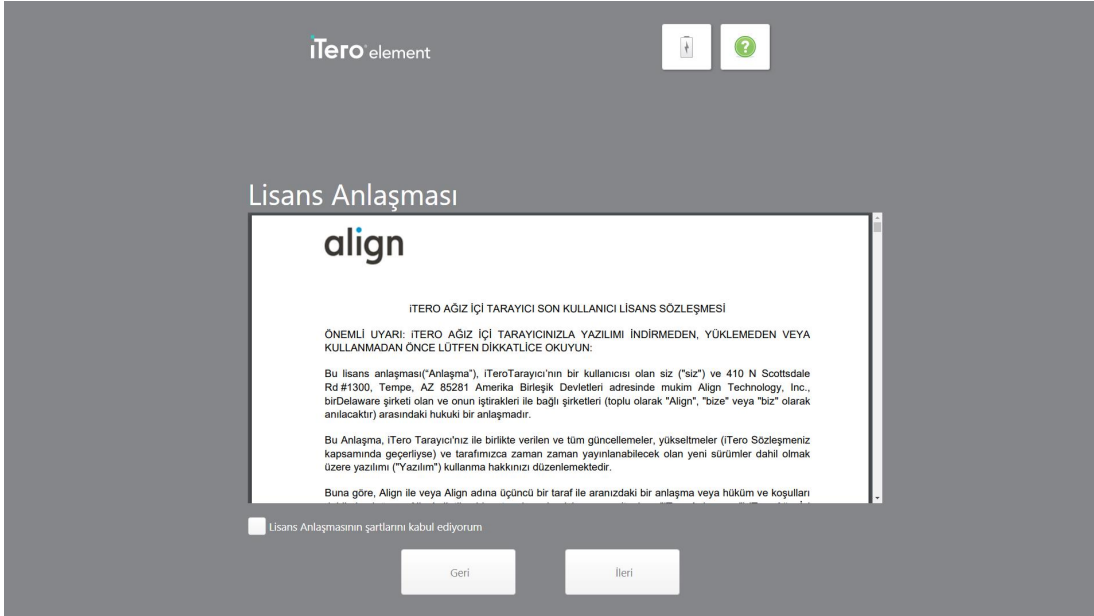 iTero element
Lisans Anlaşması
align
iTERO AĞIZ İÇİ TARAYICI SON KULLANICI LİSANS SÖZLEŞMESİ
ÖNEMLİ UYARI: iTERO AĞIZ İÇİ TARAYICINIZLA YAZILIMI İNDİRMEDEN, YÜKLEMEDEN VEYA
KULLANMADAN ÖNCE LÜTFEN DİKKATLİCE OKUYUN:
Bu lisans anlaşması("Anlaşma"), iTeroTarayıcı'nın bir kullanıcısı olan siz ("siz") ve 410 N Scottsdale
Rd #1300, Tempe, AZ 85281 Amerika Birleşik Devletleri adresinde mukim Align Technology, Inc.,
birDelaware şirketi olan ve onun iştirakleri ile bağlı şirketleri (toplu olarak "Align", "bize" veya "biz" olarak
anılacaktır) arasındaki hukuki bir anlaşmadır.
Bu Anlaşma, iTero Tarayıcı'nız ile birlikte verilen ve tüm güncellemeler, yükseltmeler (iTero Sözleşmeniz
kapsamında geçerliyse) ve tarafımızca zaman zaman yayınlanabilecek olan yeni sürümler dahil olmak
üzere yazılımı ("Yazılım") kullanma hakkınızı düzenlemektedir.
Buna göre, Align ile veya Align adına üçüncü bir taraf ile aranızdaki bir anlaşma veya hüküm ve koşulları
Lisans Anlaşmasının şartlarını kabul ediyorum
Geri
İleri